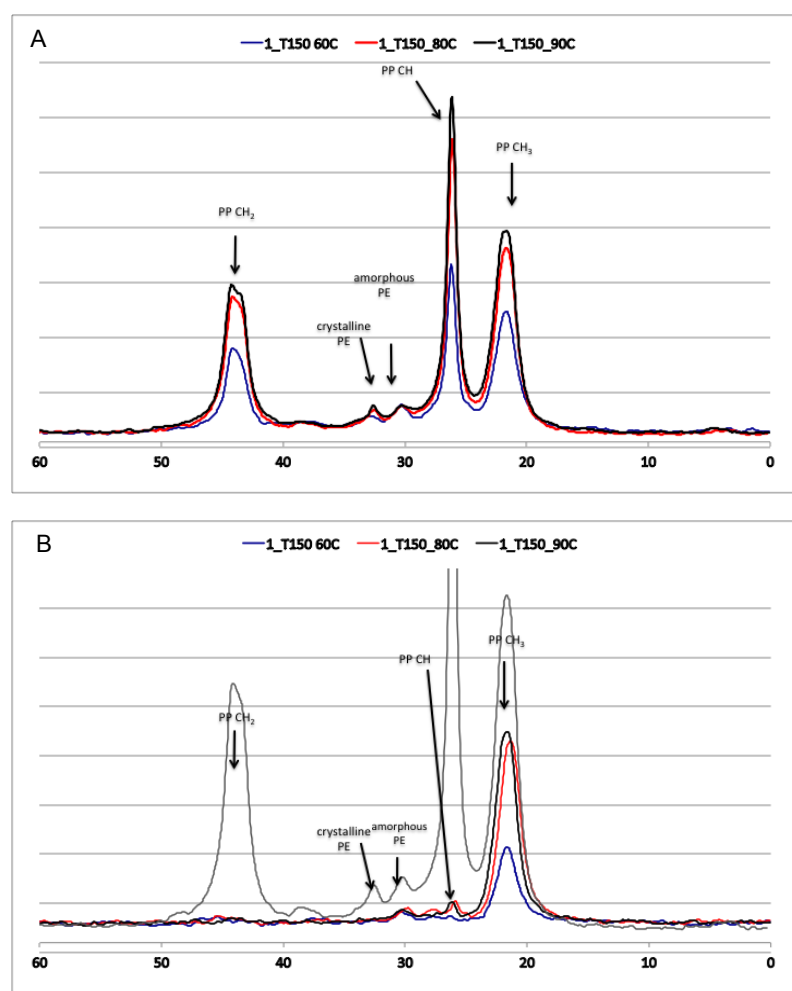 A
1_T150 60C 1_T150_80C 1_T150_90C
PP CH
PP CH₃
PP CH₂
amorphous
PE
crystalline
PE
60 50 40 30 20 10 0
B
1_T150 60C 1_T150_80C 1_T150_90C
PP CH₃
PP CH
PP CH₂
crystalline
PE
amorphous
PE
60 50 40 30 20 10 0